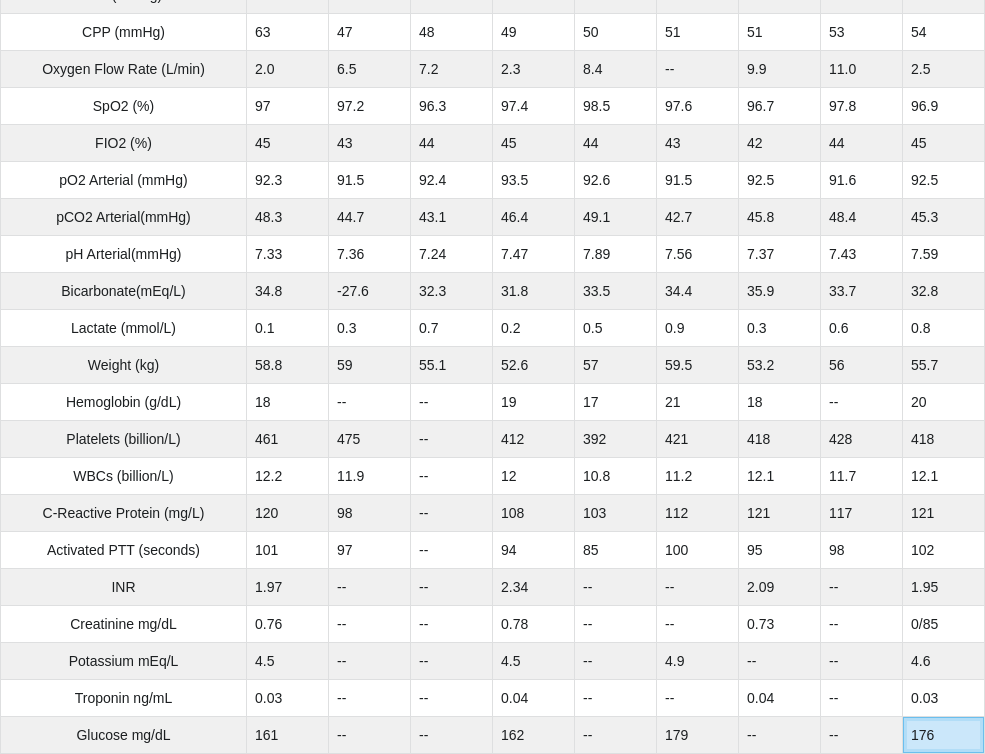 CPP (mmHg) 63 47 48 49 50 51 51 53 54
Oxygen Flow Rate (L/min) 2.0 6.5 7.2 2.3 8.4 -- 9.9 11.0 2.5
SpO2 (%) 97 97.2 96.3 97.4 98.5 97.6 96.7 97.8 96.9
FIO2 (%) 45 43 44 45 44 43 42 44 45
pO2 Arterial (mmHg) 92.3 91.5 92.4 93.5 92.6 91.5 92.5 91.6 92.5
pCO2 Arterial(mmHg) 48.3 44.7 43.1 46.4 49.1 42.7 45.8 48.4 45.3
pH Arterial(mmHg) 7.33 7.36 7.24 7.47 7.89 7.56 7.37 7.43 7.59
Bicarbonate(mEq/L) 34.8 -27.6 32.3 31.8 33.5 34.4 35.9 33.7 32.8
Lactate (mmol/L) 0.1 0.3 0.7 0.2 0.5 0.9 0.3 0.6 0.8
Weight (kg) 58.8 59 55.1 52.6 57 59.5 53.2 56 55.7
Hemoglobin (g/dL) 18 -- -- 19 17 21 18 -- 20
Platelets (billion/L) 461 475 -- 412 392 421 418 428 418
WBCs (billion/L) 12.2 11.9 -- 12 10.8 11.2 12.1 11.7 12.1
C-Reactive Protein (mg/L) 120 98 -- 108 103 112 121 117 121
Activated PTT (seconds) 101 97 -- 94 85 100 95 98 102
INR 1.97 -- -- 2.34 -- -- 2.09 -- 1.95
Creatinine mg/dL 0.76 -- -- 0.78 -- -- 0.73 -- 0/85
Potassium mEq/L 4.5 -- -- 4.5 -- 4.9 -- -- 4.6
Troponin ng/mL 0.03 -- -- 0.04 -- -- 0.04 -- 0.03
Glucose mg/dL 161 -- -- 162 -- 179 -- -- 176